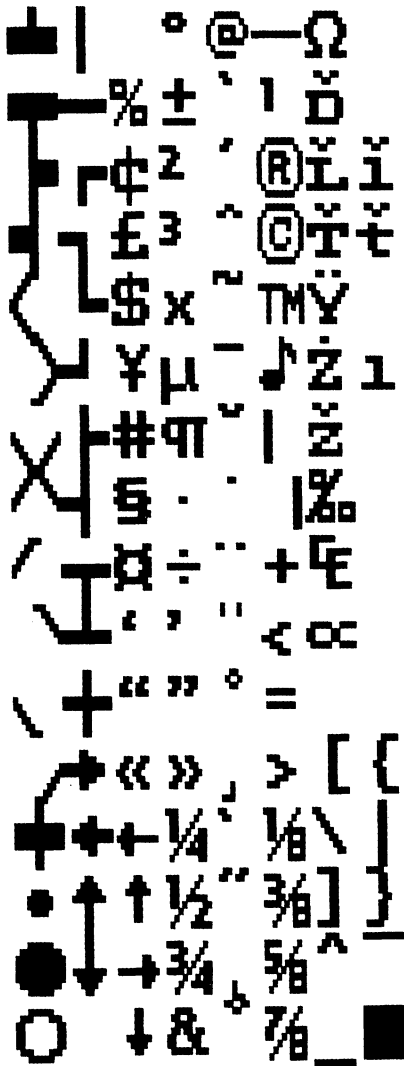 ° @ — Ω
% ± ` ¹ Ď
¢ ² ´ ® Ľ ľ
£ ³ ^ © Ť ť
$ × ~ ™ Ÿ
¥ µ ¯ ♪ Ż ı
# ¶ ˘ | Ž
§ · ˙ | ‰
¤ ÷ ¨ + ₠
‘ ’ " < ∝
“ ” ° =
« » ¸ > [ {
← ¼ ` ⅛ \ |
↕ ↑ ½ ˝ ⅜ ] }
→ ¾ ⅝ ^ ‾
↓ & ⅞ _ █